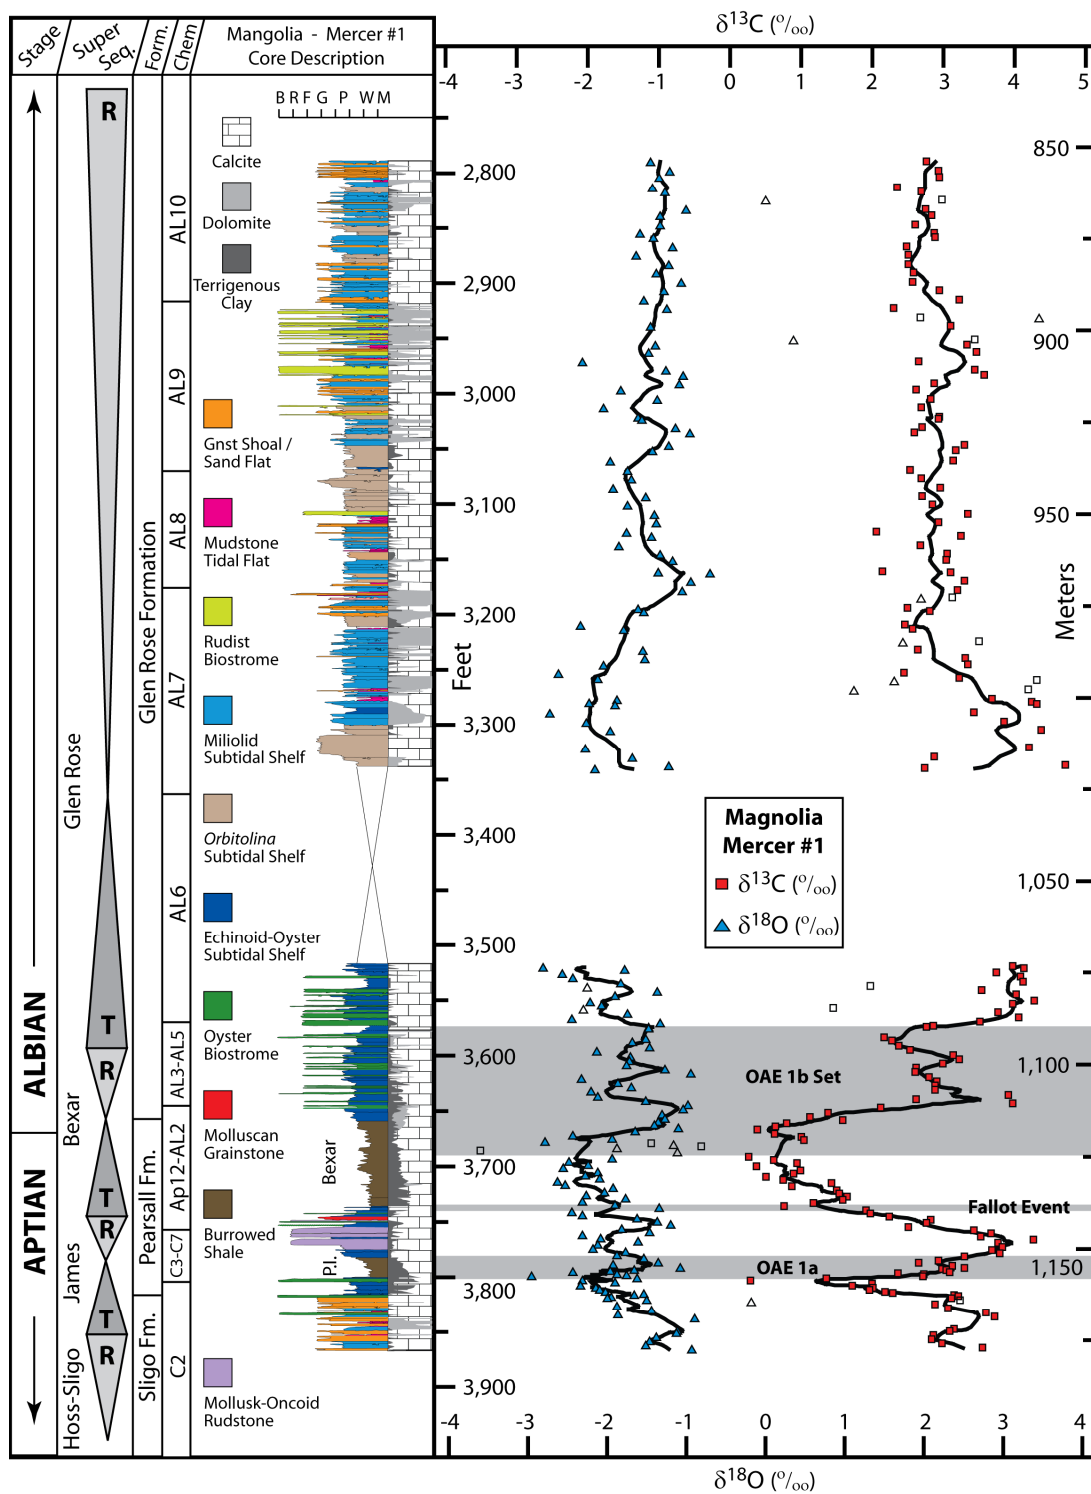 Stage
Super Seq.
Form.
Chem
Mangolia - Mercer #1
Core Description
δ13C (o/oo)
-4 -3 -2 -1 0 1 2 3 4 5
B R F G P W M
R
Calcite
Dolomite
Terrigenous
Clay
Gnst Shoal /
Sand Flat
Mudstone
Tidal Flat
Rudist
Biostrome
Miliolid
Subtidal Shelf
Orbitolina
Subtidal Shelf
Echinoid-Oyster
Subtidal Shelf
Oyster
Biostrome
Molluscan
Grainstone
Burrowed
Shale
Mollusk-Oncoid
Rudstone
ALBIAN
APTIAN
Glen Rose
Bexar
James
Hoss-Sligo
T
R
T
R
T
R
Glen Rose Formation
Pearsall Fm.
Sligo Fm.
AL10
AL9
AL8
AL7
AL6
AL3-AL5
Ap12-AL2
C3-C7
C2
Bexar
P.I.
2,800
2,900
3,000
3,100
3,200
Feet
3,300
3,400
3,500
3,600
3,700
3,800
3,900
850
900
950
Meters
1,050
1,100
1,150
Magnolia
Mercer #1
δ13C (o/oo)
δ18O (o/oo)
OAE 1b Set
Fallot Event
OAE 1a
-4 -3 -2 -1 0 1 2 3 4
δ18O (o/oo)